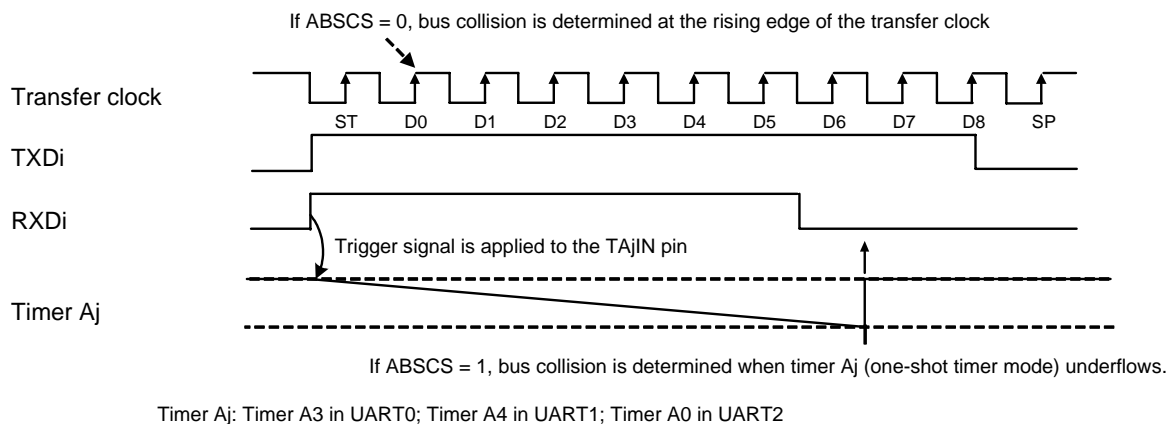 If ABSCS = 0, bus collision is determined at the rising edge of the transfer clock
Transfer clock
ST D0 D1 D2 D3 D4 D5 D6 D7 D8 SP
TXDi
RXDi
Trigger signal is applied to the TAjIN pin
Timer Aj
If ABSCS = 1, bus collision is determined when timer Aj (one-shot timer mode) underflows.
Timer Aj: Timer A3 in UART0; Timer A4 in UART1; Timer A0 in UART2